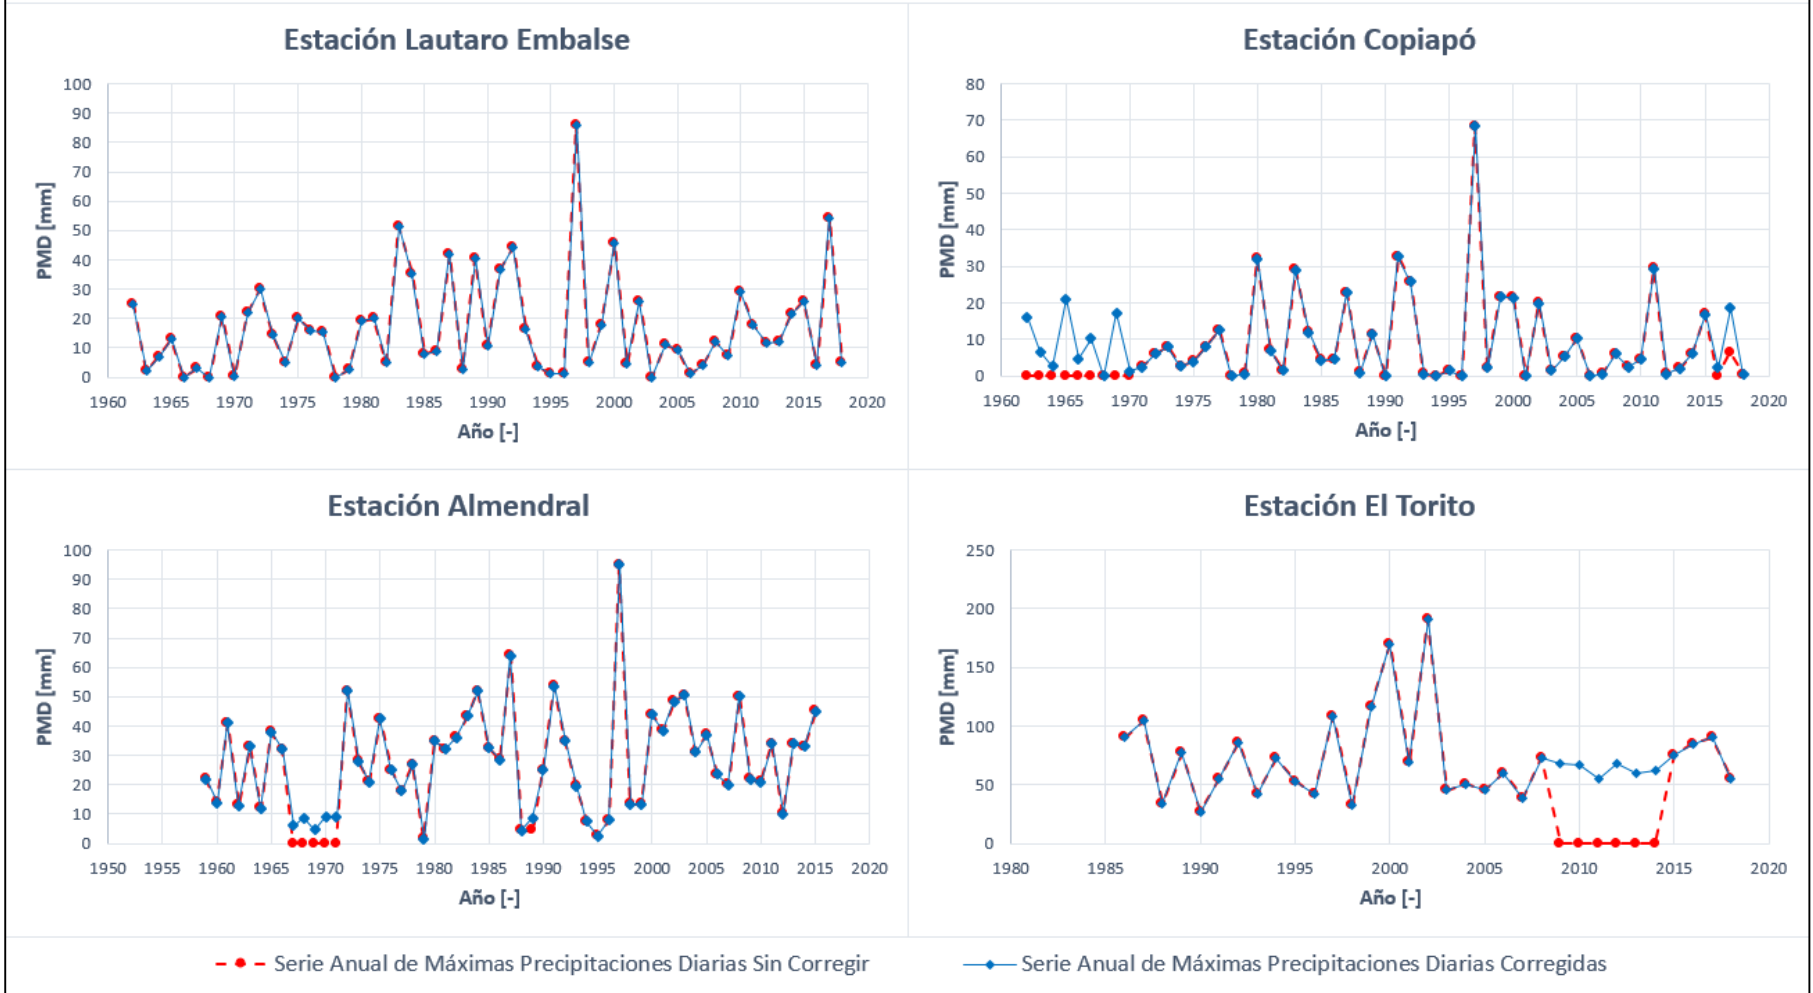 Estación Lautaro Embalse
100
90
80
70
60
50
40
30
20
10
0
PMD [mm]
1960 1965 1970 1975 1980 1985 1990 1995 2000 2005 2010 2015 2020
Año [-]
Estación Copiapó
80
70
60
50
40
30
20
10
0
PMD [mm]
1960 1965 1970 1975 1980 1985 1990 1995 2000 2005 2010 2015 2020
Año [-]
Estación Almendral
100
90
80
70
60
50
40
30
20
10
0
PMD [mm]
1950 1955 1960 1965 1970 1975 1980 1985 1990 1995 2000 2005 2010 2015 2020
Año [-]
Estación El Torito
250
200
150
100
50
0
PMD [mm]
1980 1985 1990 1995 2000 2005 2010 2015 2020
Año [-]
Serie Anual de Máximas Precipitaciones Diarias Sin Corregir
Serie Anual de Máximas Precipitaciones Diarias Corregidas